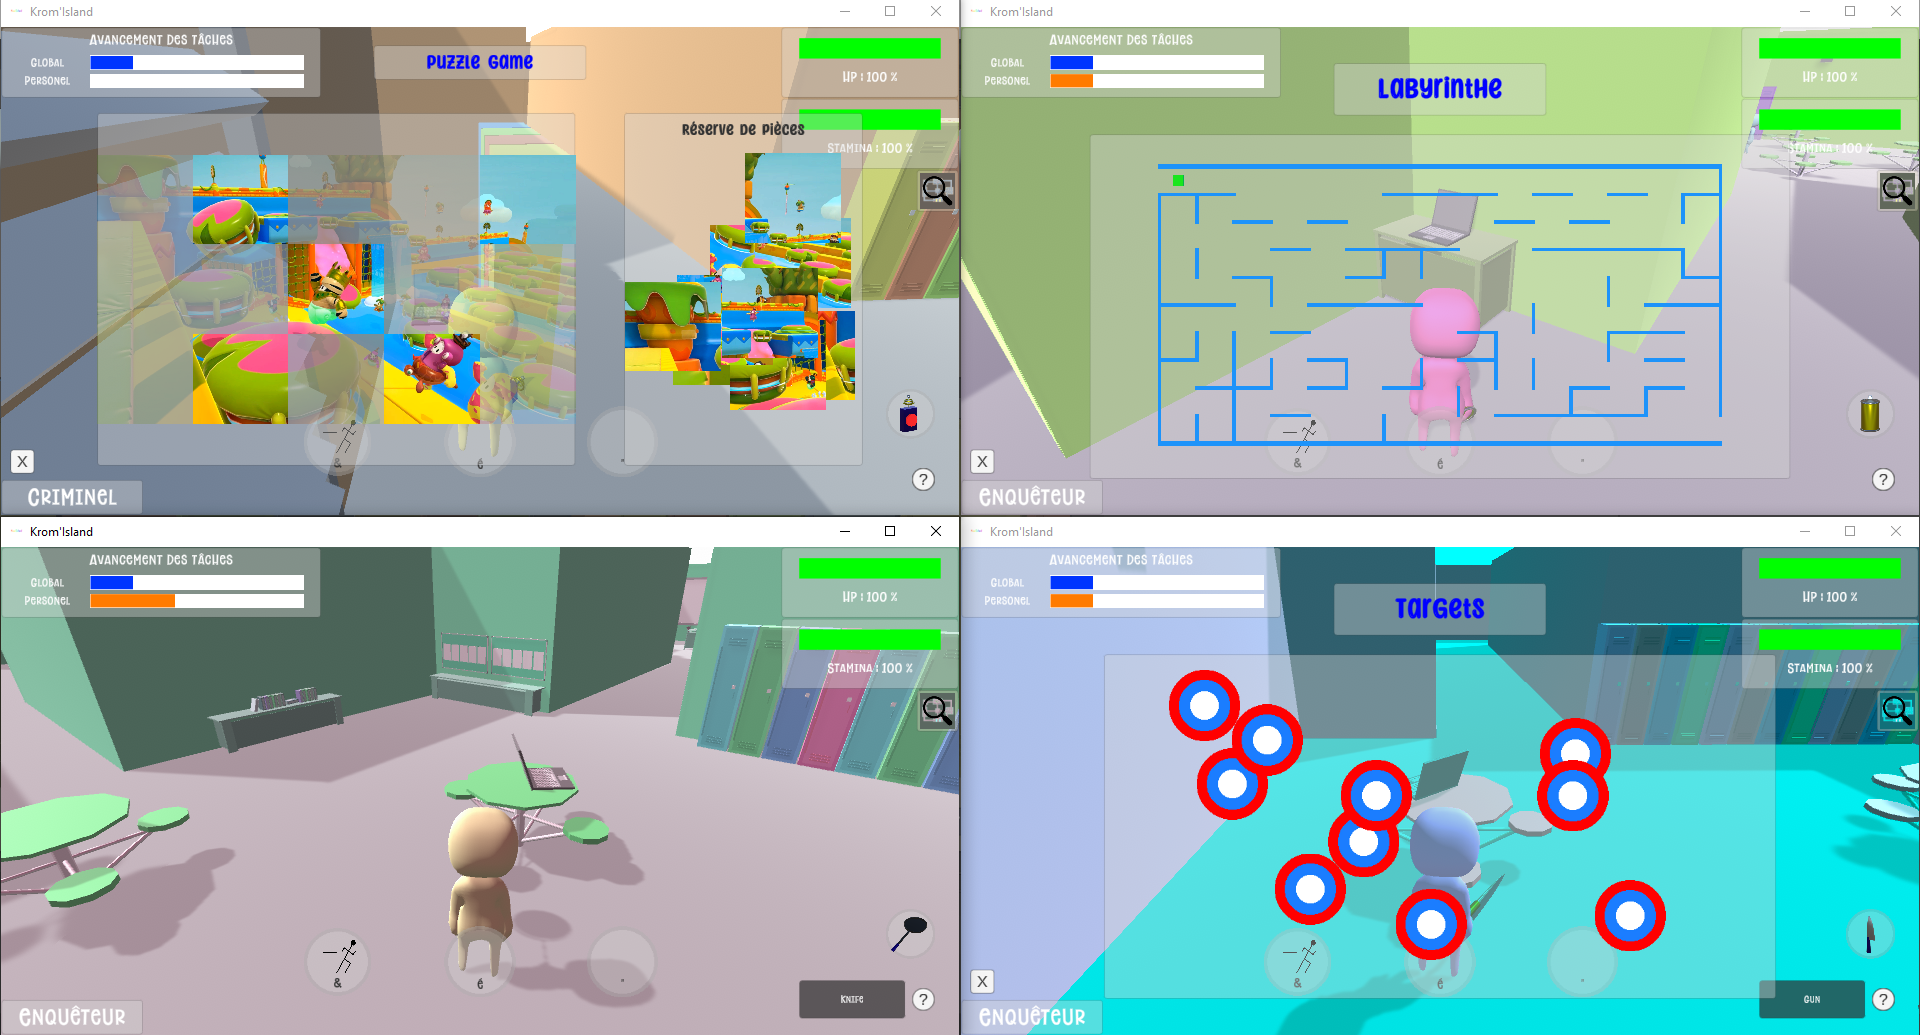 Krom'Island
Avancement des tâches
Global
Personel
Puzzle Game
HP : 100 %
Stamina : 100 %
Réserve de pièces
&
é
X
?
Criminel
Krom'Island
Avancement des tâches
Global
Personel
Labyrinthe
HP : 100 %
Stamina : 100 %
&
é
X
?
Enquêteur
Krom'Island
Avancement des tâches
Global
Personel
HP : 100 %
Stamina : 100 %
&
é
Knife
?
Enquêteur
Krom'Island
Avancement des tâches
Global
Personel
Targets
HP : 100 %
Stamina : 100 %
&
é
X
Gun
?
Enquêteur